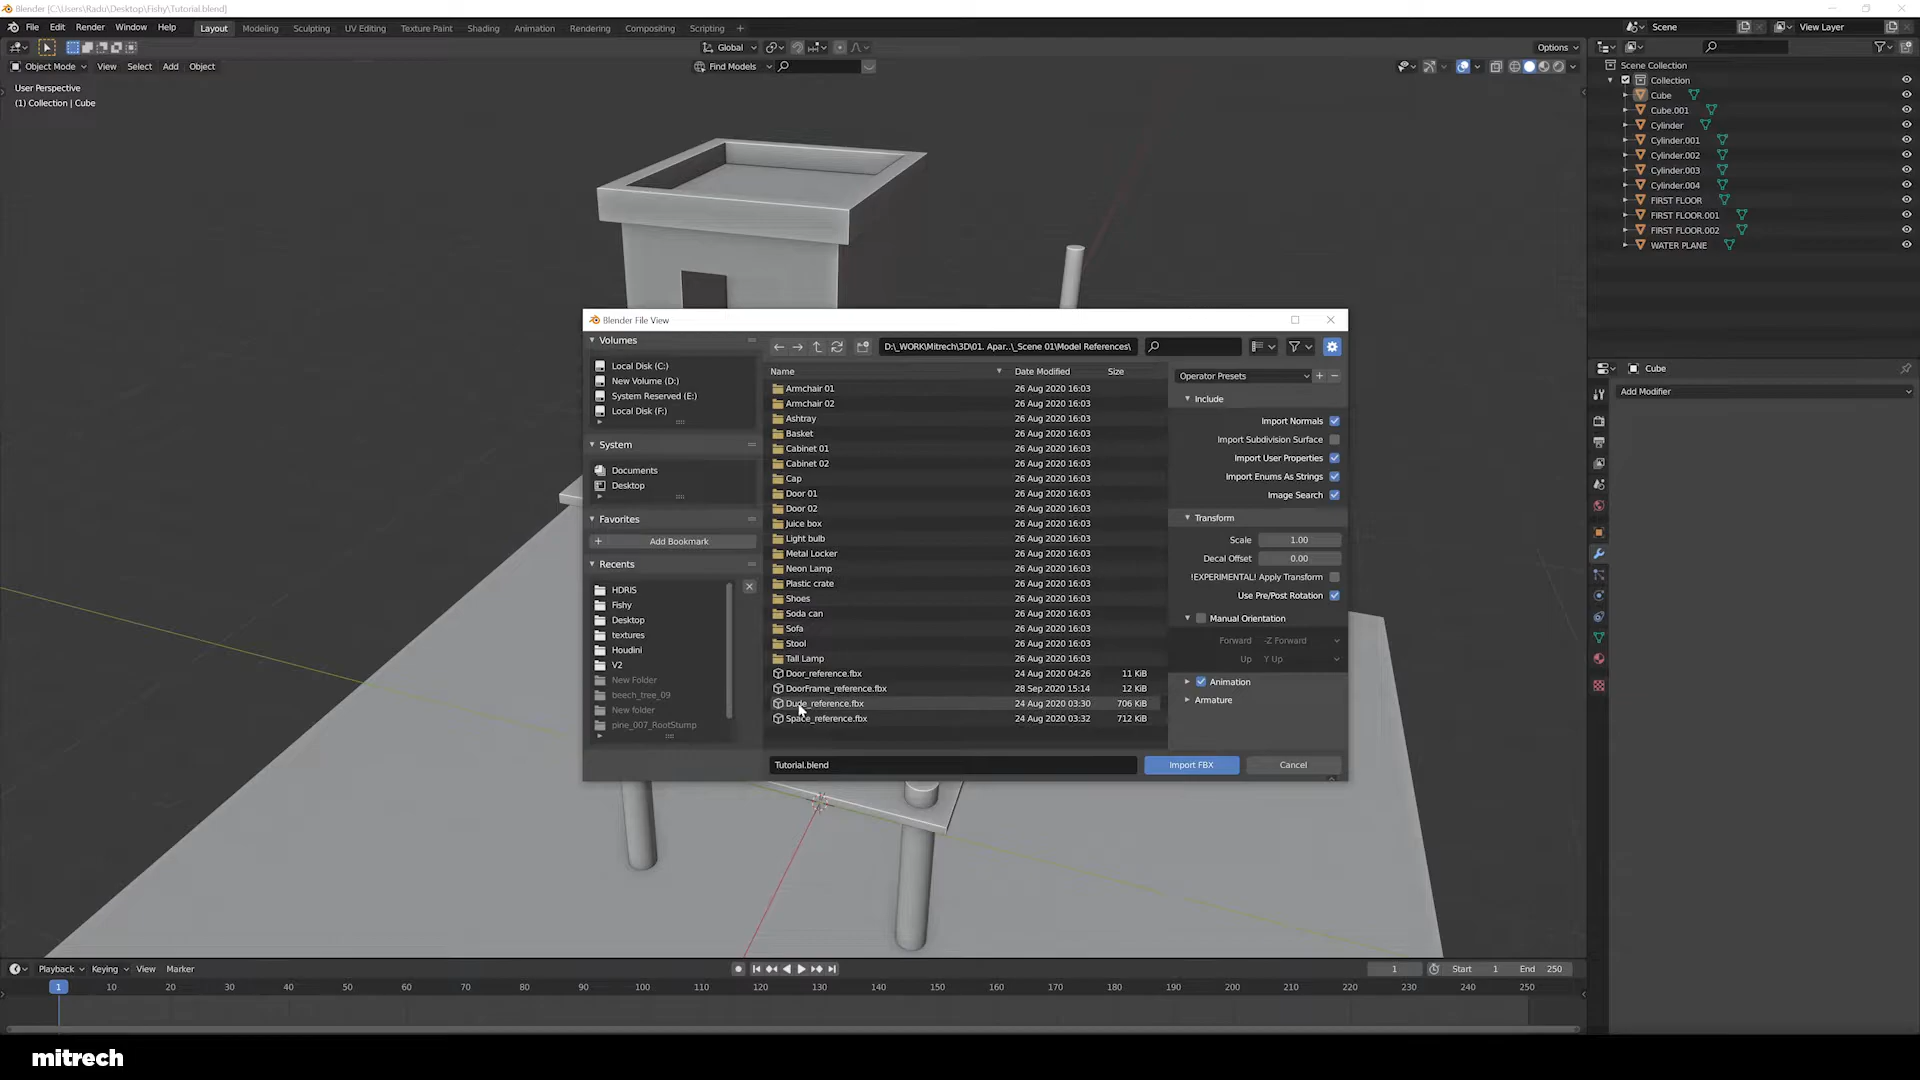 Blender [C:\Users\Radu\Desktop\Fishy\Tutorial.blend]
File Edit Render Window Help Layout Modeling Sculpting UV Editing Texture Paint Shading Animation Rendering Compositing Scripting + Scene View Layer
Global Options
Object Mode View Select Add Object Find Models
User Perspective
(1) Collection | Cube
Scene Collection
Collection
Cube
Cube.001
Cylinder
Cylinder.001
Cylinder.002
Cylinder.003
Cylinder.004
FIRST FLOOR
FIRST FLOOR.001
FIRST FLOOR.002
WATER PLANE
Cube
Add Modifier
Blender File View
Volumes
Local Disk (C:)
New Volume (D:)
System Reserved (E:)
Local Disk (F:)
System
Documents
Desktop
Favorites
Add Bookmark
Recents
HDRIS
Fishy
Desktop
textures
Houdini
V2
New Folder
beech_tree_09
New folder
pine_007_RootStump
D:\_WORK\Mitrech\3D\01. Apar..\_Scene 01\Model References\
Name Date Modified Size
Armchair 01 26 Aug 2020 16:03
Armchair 02 26 Aug 2020 16:03
Ashtray 26 Aug 2020 16:03
Basket 26 Aug 2020 16:03
Cabinet 01 26 Aug 2020 16:03
Cabinet 02 26 Aug 2020 16:03
Cap 26 Aug 2020 16:03
Door 01 26 Aug 2020 16:03
Door 02 26 Aug 2020 16:03
Juice box 26 Aug 2020 16:03
Light bulb 26 Aug 2020 16:03
Metal Locker 26 Aug 2020 16:03
Neon Lamp 26 Aug 2020 16:03
Plastic crate 26 Aug 2020 16:03
Shoes 26 Aug 2020 16:03
Soda can 26 Aug 2020 16:03
Sofa 26 Aug 2020 16:03
Stool 26 Aug 2020 16:03
Tall Lamp 26 Aug 2020 16:03
Door_reference.fbx 24 Aug 2020 04:26 11 KiB
DoorFrame_reference.fbx 28 Sep 2020 15:14 12 KiB
Dude_reference.fbx 24 Aug 2020 03:30 706 KiB
Space_reference.fbx 24 Aug 2020 03:32 712 KiB
Operator Presets
Include
Import Normals
Import Subdivision Surface
Import User Properties
Import Enums As Strings
Image Search
Transform
Scale 1.00
Decal Offset 0.00
!EXPERIMENTAL! Apply Transform
Use Pre/Post Rotation
Manual Orientation
Forward -Z Forward
Up Y Up
Animation
Armature
Tutorial.blend Import FBX Cancel
Playback Keying View Marker 1 Start 1 End 250
1 10 20 30 40 50 60 70 80 90 100 110 120 130 140 150 160 170 180 190 200 210 220 230 240 250
mitrech